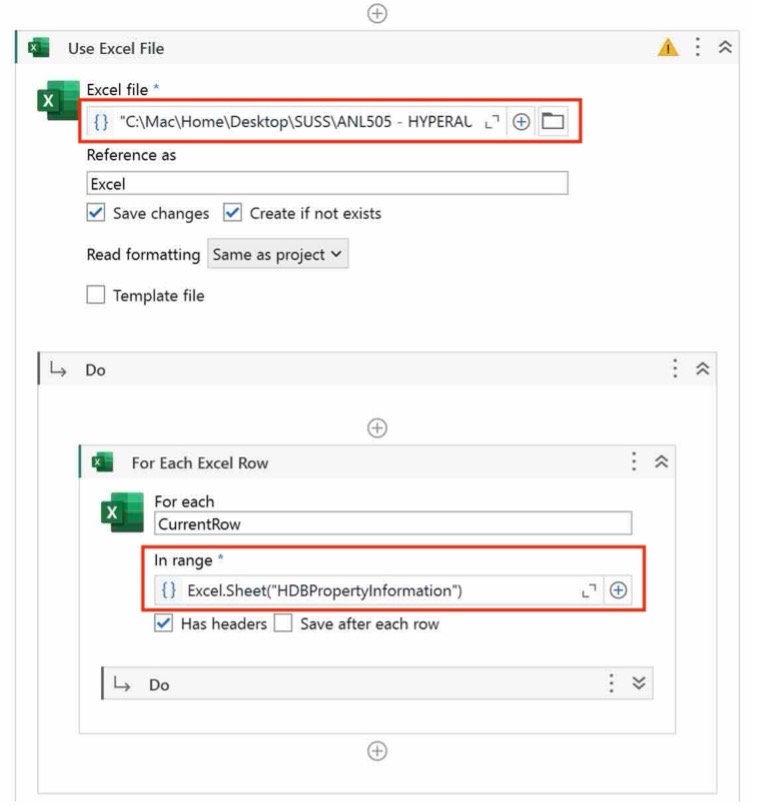 Use Excel File
Excel file *
{} "C:\Mac\Home\Desktop\SUSS\ANL505 - HYPERAU
Reference as
Excel
Save changes Create if not exists
Read formatting Same as project
Template file
Do
For Each Excel Row
For each
CurrentRow
In range *
{} Excel.Sheet("HDBPropertyInformation")
Has headers Save after each row
Do